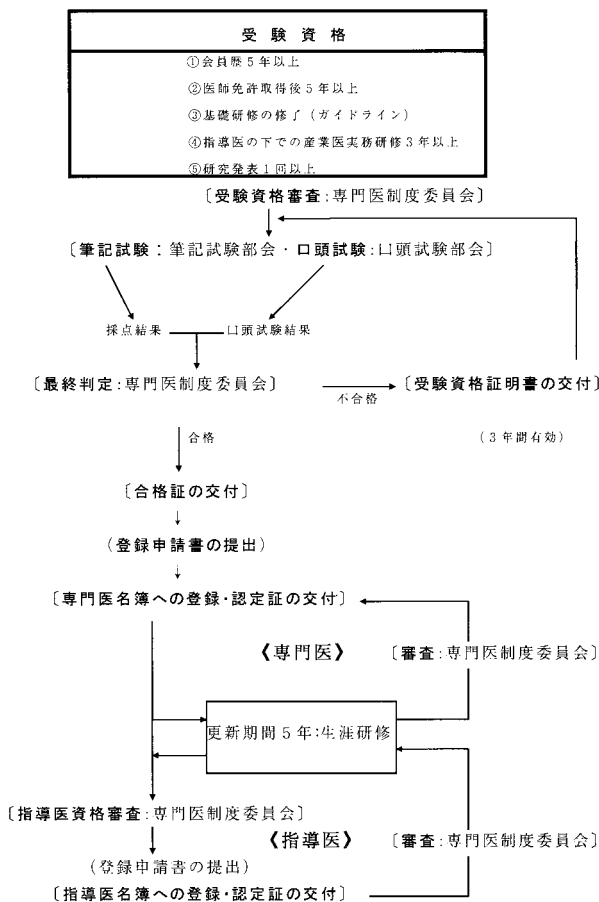 受験資格
①会員歴5年以上
②医師免許取得後5年以上
③基礎研修の修了（ガイドライン）
④指導医の下での産業医実務研修3年以上
⑤研究発表1回以上
〔受験資格審査：専門医制度委員会〕
〔筆記試験：筆記試験部会・口頭試験：口頭試験部会〕
採点結果 口頭試験結果
〔最終判定：専門医制度委員会〕 不合格 〔受験資格証明書の交付〕
（3年間有効）
合格
〔合格証の交付〕
（登録申請書の提出）
〔専門医名簿への登録・認定証の交付〕
《専門医》 〔審査：専門医制度委員会〕
更新期間5年：生涯研修
〔指導医資格審査：専門医制度委員会〕
《指導医》 〔審査：専門医制度委員会〕
（登録申請書の提出）
〔指導医名簿への登録・認定証の交付〕